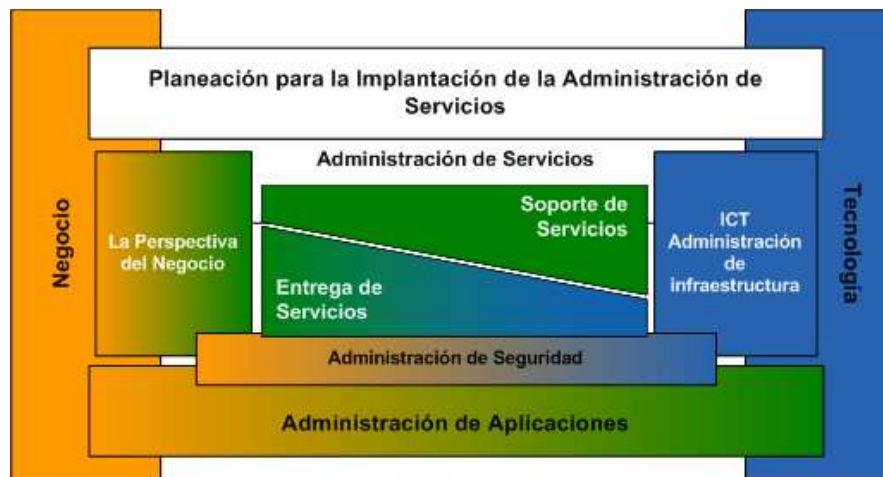 Planeación para la Implantación de la Administración de
Servicios
Administración de Servicios
Negocio
La Perspectiva
del Negocio
Soporte de
Servicios
Entrega de
Servicios
ICT
Administración
de
infraestructura
Tecnología
Administración de Seguridad
Administración de Aplicaciones